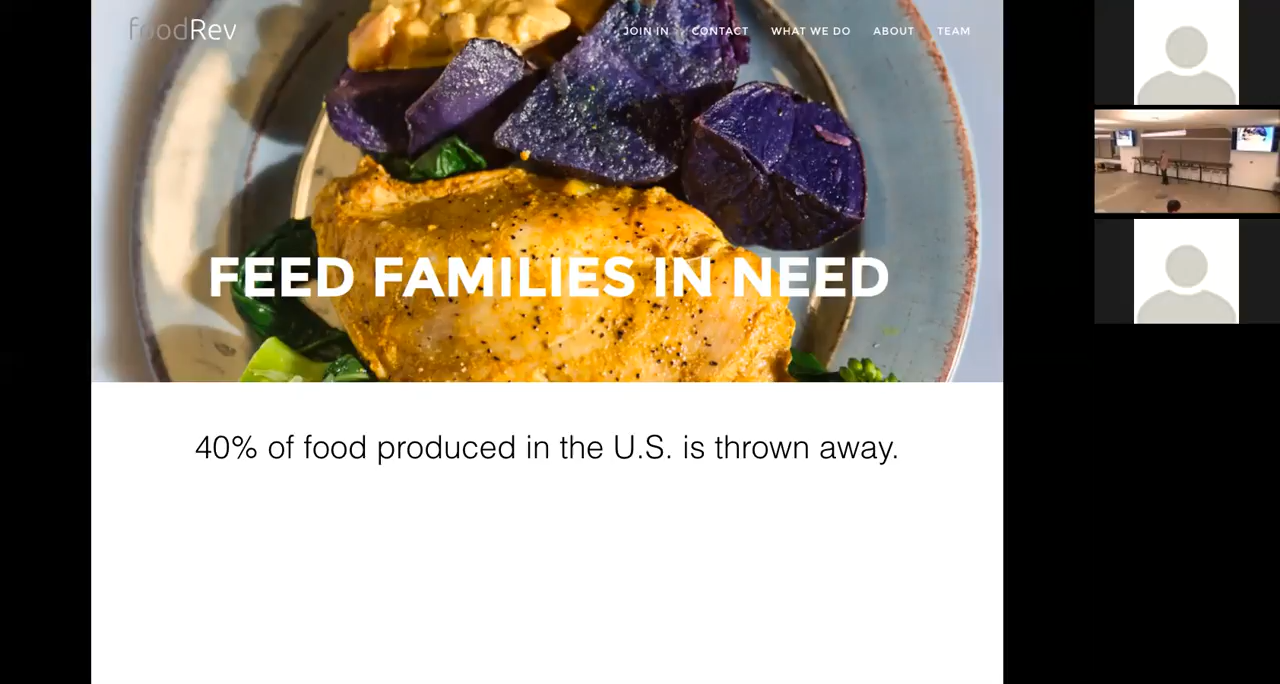 foodRev
JOIN IN CONTACT WHAT WE DO ABOUT TEAM
FEED FAMILIES IN NEED
40% of food produced in the U.S. is thrown away.